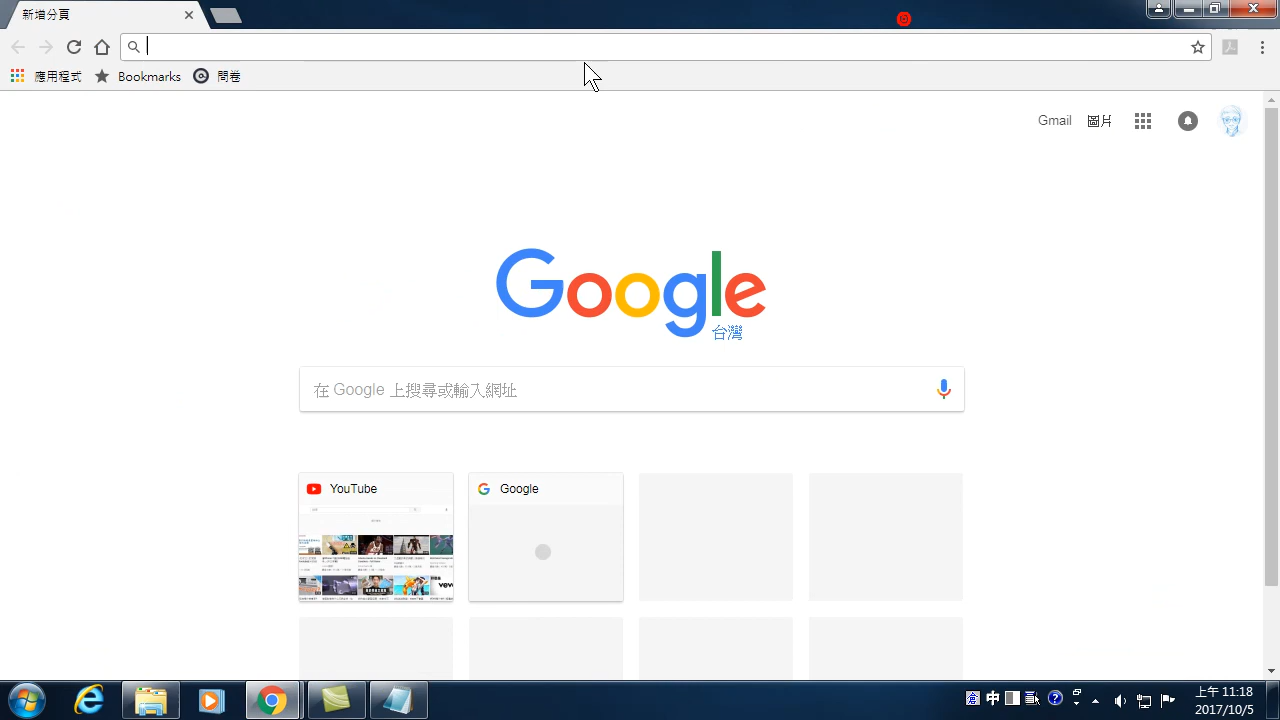 新增分頁
應用程式 Bookmarks 問卷
Gmail 圖片
Google
台灣
在 Google 上搜尋或輸入網址
YouTube Google
中
上午 11:18
2017/10/5